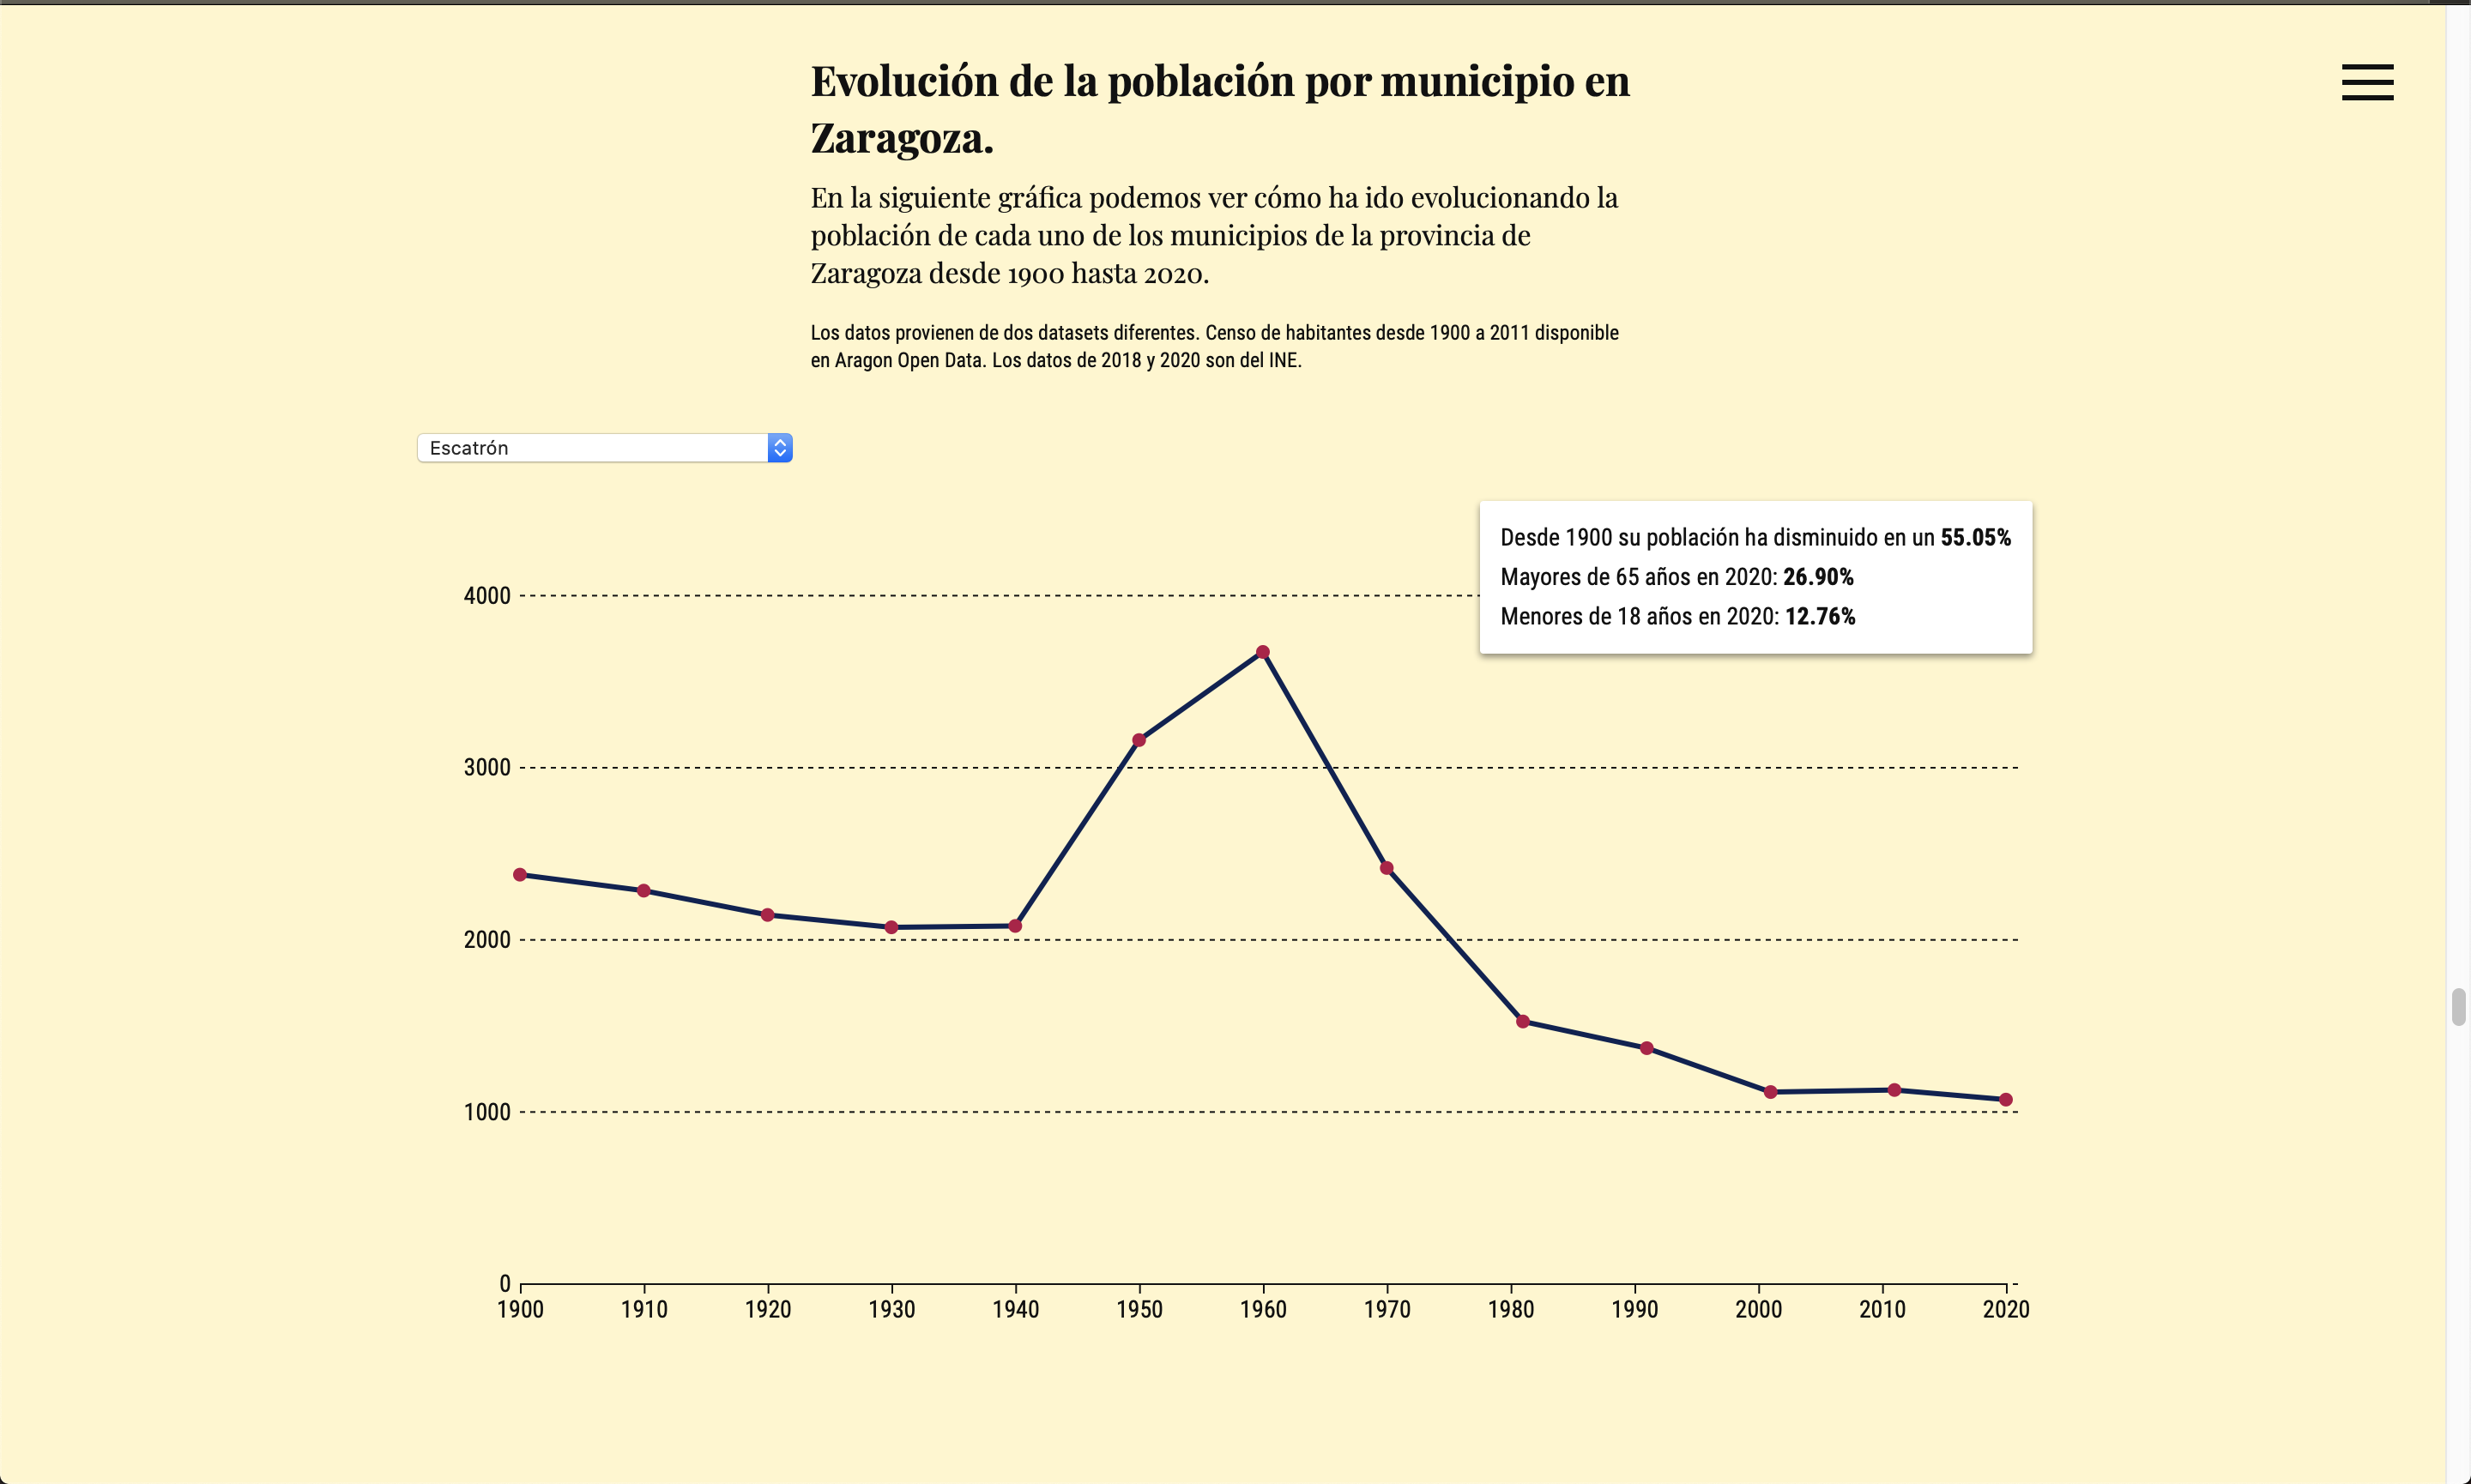 Evolución de la población por municipio en
Zaragoza.
En la siguiente gráfica podemos ver cómo ha ido evolucionando la
población de cada uno de los municipios de la provincia de
Zaragoza desde 1900 hasta 2020.
Los datos provienen de dos datasets diferentes. Censo de habitantes desde 1900 a 2011 disponible
en Aragon Open Data. Los datos de 2018 y 2020 son del INE.
Escatrón
Desde 1900 su población ha disminuido en un 55.05%
Mayores de 65 años en 2020: 26.90%
Menores de 18 años en 2020: 12.76%
4000
3000
2000
1000
0
1900 1910 1920 1930 1940 1950 1960 1970 1980 1990 2000 2010 2020